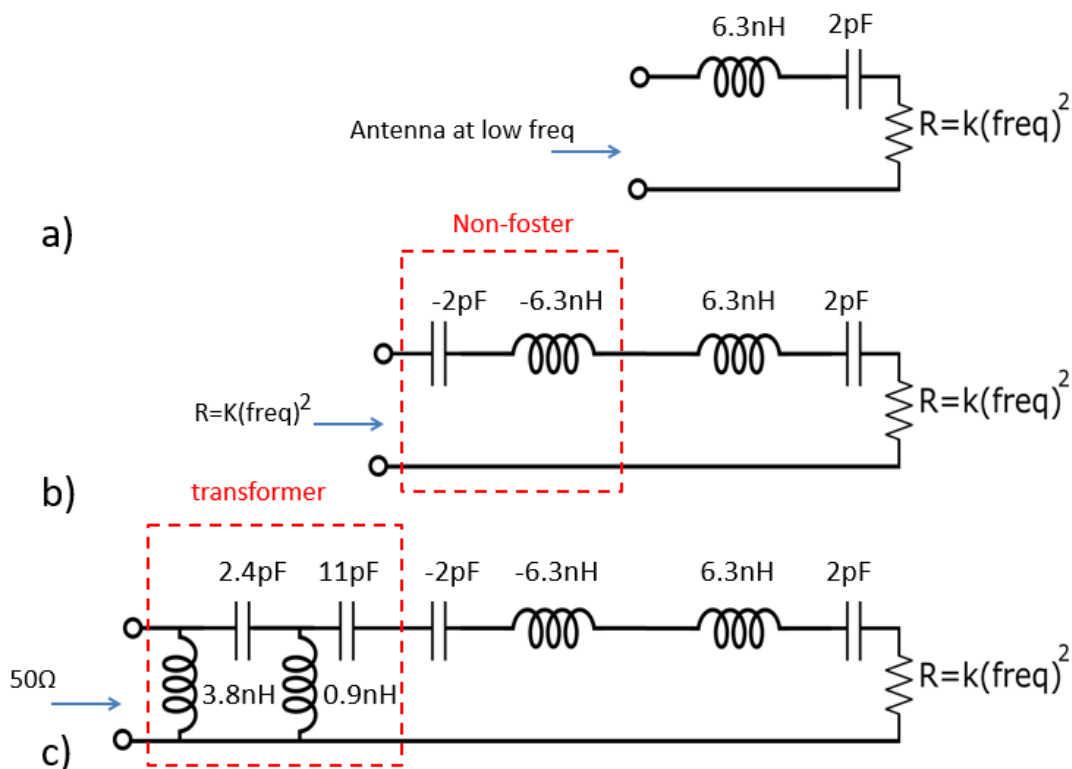 6.3nH 2pF
Antenna at low freq
R=k(freq)²
a)
Non-foster
-2pF -6.3nH 6.3nH 2pF
R=K(freq)²
R=k(freq)²
b)
transformer
2.4pF 11pF -2pF -6.3nH 6.3nH 2pF
50Ω
3.8nH 0.9nH
R=k(freq)²
c)